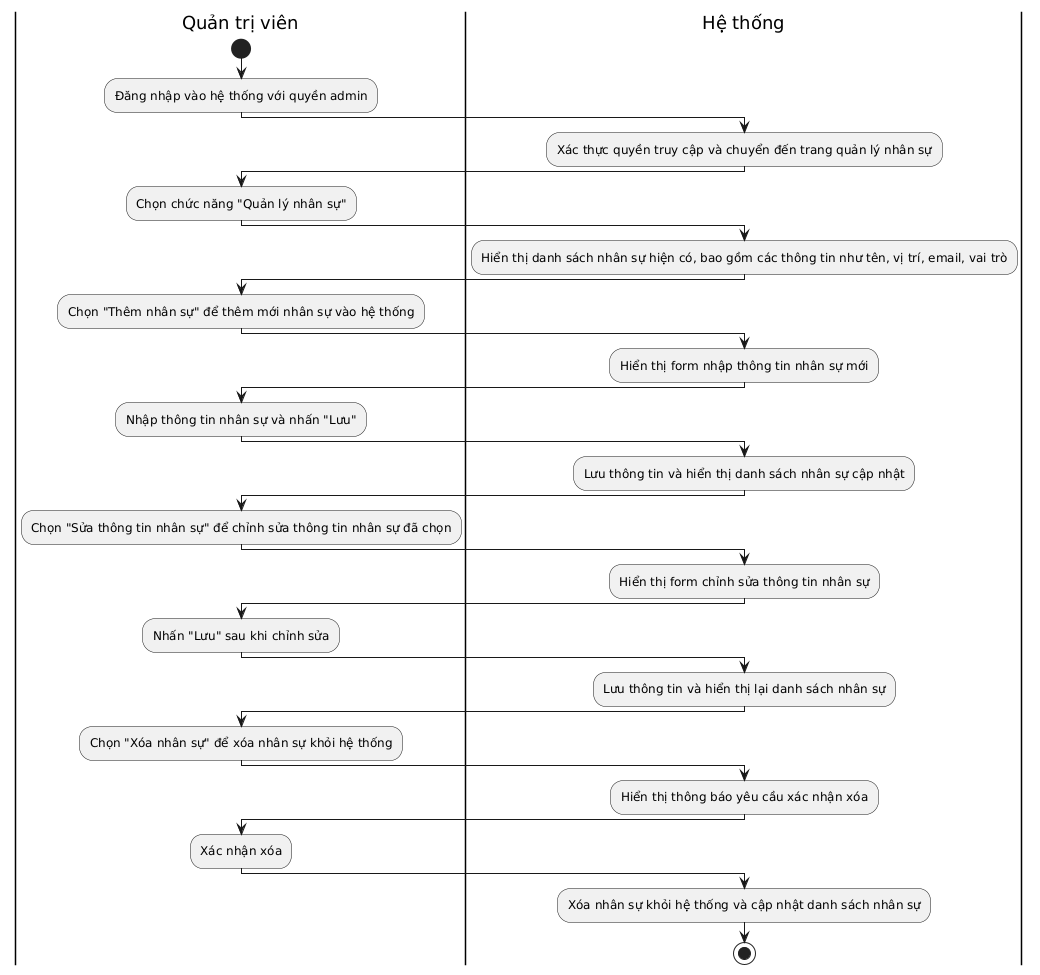 Quản trị viên
Hệ thống
Đăng nhập vào hệ thống với quyền admin
Xác thực quyền truy cập và chuyển đến trang quản lý nhân sự
Chọn chức năng "Quản lý nhân sự"
Hiển thị danh sách nhân sự hiện có, bao gồm các thông tin như tên, vị trí, email, vai trò
Chọn "Thêm nhân sự" để thêm mới nhân sự vào hệ thống
Hiển thị form nhập thông tin nhân sự mới
Nhập thông tin nhân sự và nhấn "Lưu"
Lưu thông tin và hiển thị danh sách nhân sự cập nhật
Chọn "Sửa thông tin nhân sự" để chỉnh sửa thông tin nhân sự đã chọn
Hiển thị form chỉnh sửa thông tin nhân sự
Nhấn "Lưu" sau khi chỉnh sửa
Lưu thông tin và hiển thị lại danh sách nhân sự
Chọn "Xóa nhân sự" để xóa nhân sự khỏi hệ thống
Hiển thị thông báo yêu cầu xác nhận xóa
Xác nhận xóa
Xóa nhân sự khỏi hệ thống và cập nhật danh sách nhân sự